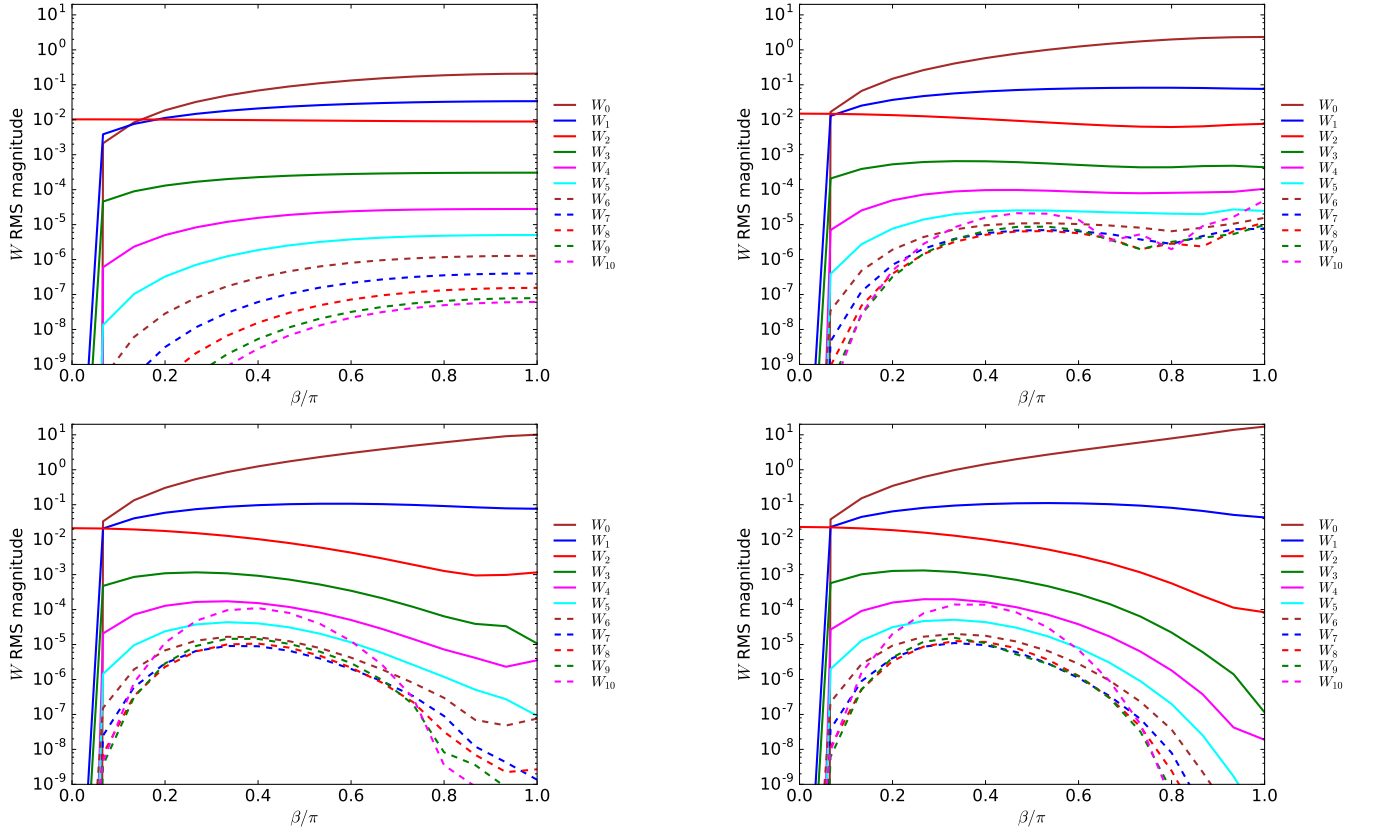 10^1
10^0
10^-1
10^-2
10^-3
10^-4
10^-5
10^-6
10^-7
10^-8
10^-9
W RMS magnitude
0.0 0.2 0.4 0.6 0.8 1.0
β/π
W_0
W_1
W_2
W_3
W_4
W_5
W_6
W_7
W_8
W_9
W_10
10^1
10^0
10^-1
10^-2
10^-3
10^-4
10^-5
10^-6
10^-7
10^-8
10^-9
W RMS magnitude
0.0 0.2 0.4 0.6 0.8 1.0
β/π
W_0
W_1
W_2
W_3
W_4
W_5
W_6
W_7
W_8
W_9
W_10
10^1
10^0
10^-1
10^-2
10^-3
10^-4
10^-5
10^-6
10^-7
10^-8
10^-9
W RMS magnitude
0.0 0.2 0.4 0.6 0.8 1.0
β/π
W_0
W_1
W_2
W_3
W_4
W_5
W_6
W_7
W_8
W_9
W_10
10^1
10^0
10^-1
10^-2
10^-3
10^-4
10^-5
10^-6
10^-7
10^-8
10^-9
W RMS magnitude
0.0 0.2 0.4 0.6 0.8 1.0
β/π
W_0
W_1
W_2
W_3
W_4
W_5
W_6
W_7
W_8
W_9
W_10